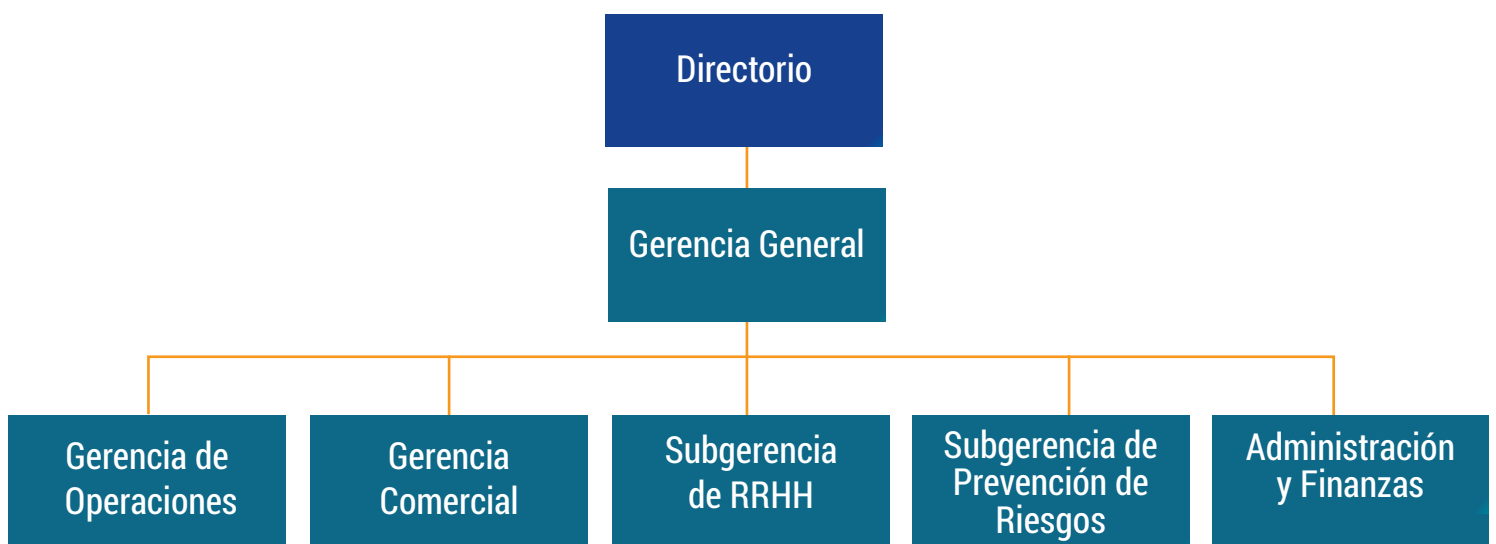 Directorio
Gerencia General
Gerencia de
Operaciones
Gerencia
Comercial
Subgerencia
de RRHH
Subgerencia de
Prevención de
Riesgos
Administración
y Finanzas